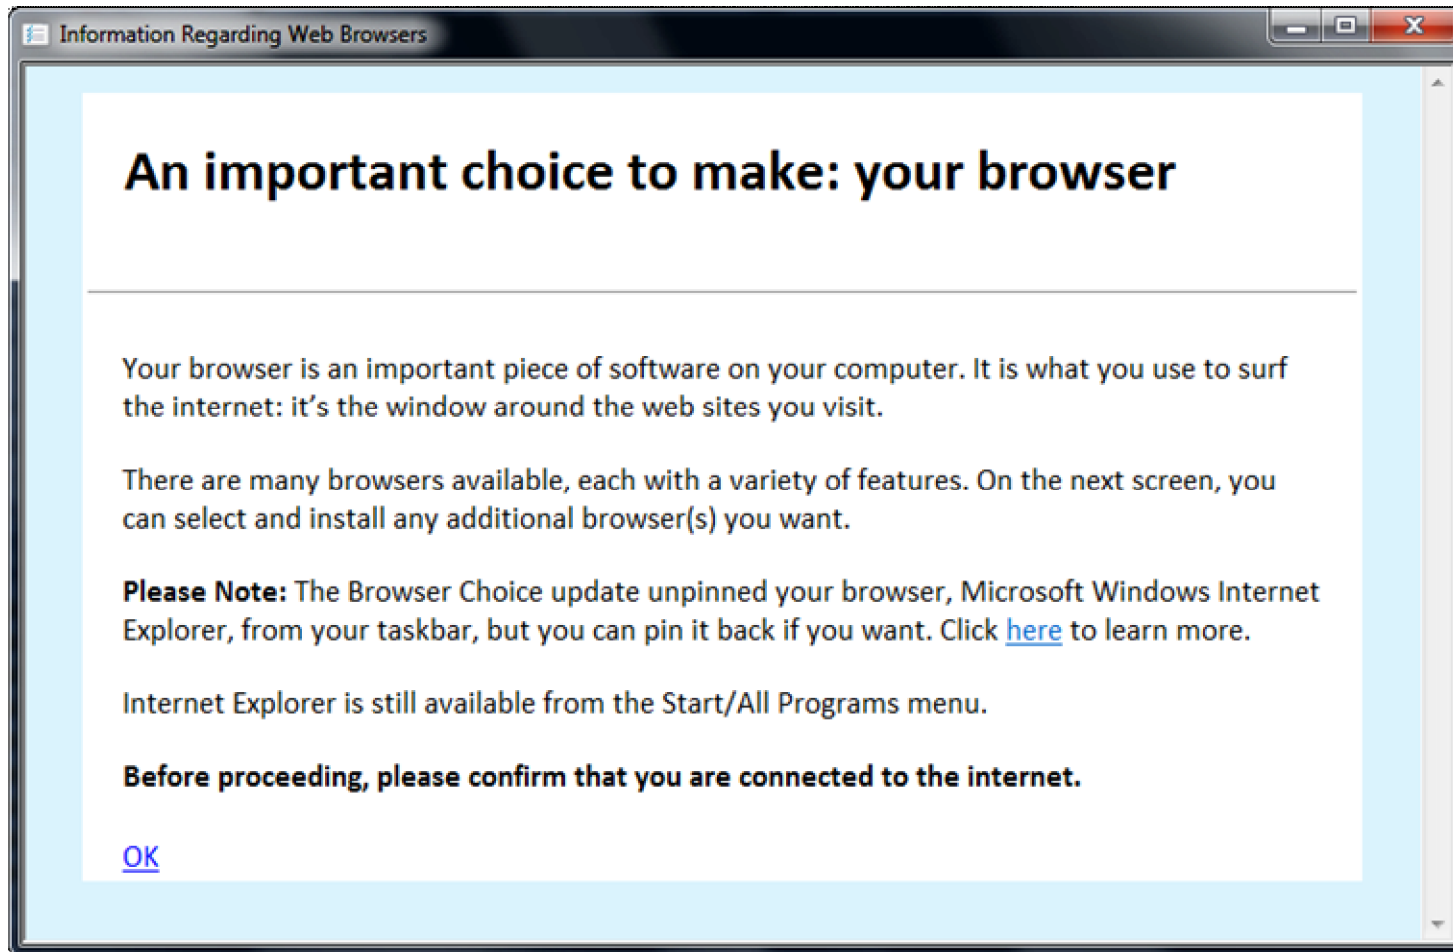 Information Regarding Web Browsers
An important choice to make: your browser
Your browser is an important piece of software on your computer. It is what you use to surf
the internet: it’s the window around the web sites you visit.
There are many browsers available, each with a variety of features. On the next screen, you
can select and install any additional browser(s) you want.
Please Note: The Browser Choice update unpinned your browser, Microsoft Windows Internet
Explorer, from your taskbar, but you can pin it back if you want. Click here to learn more.
Internet Explorer is still available from the Start/All Programs menu.
Before proceeding, please confirm that you are connected to the internet.
OK